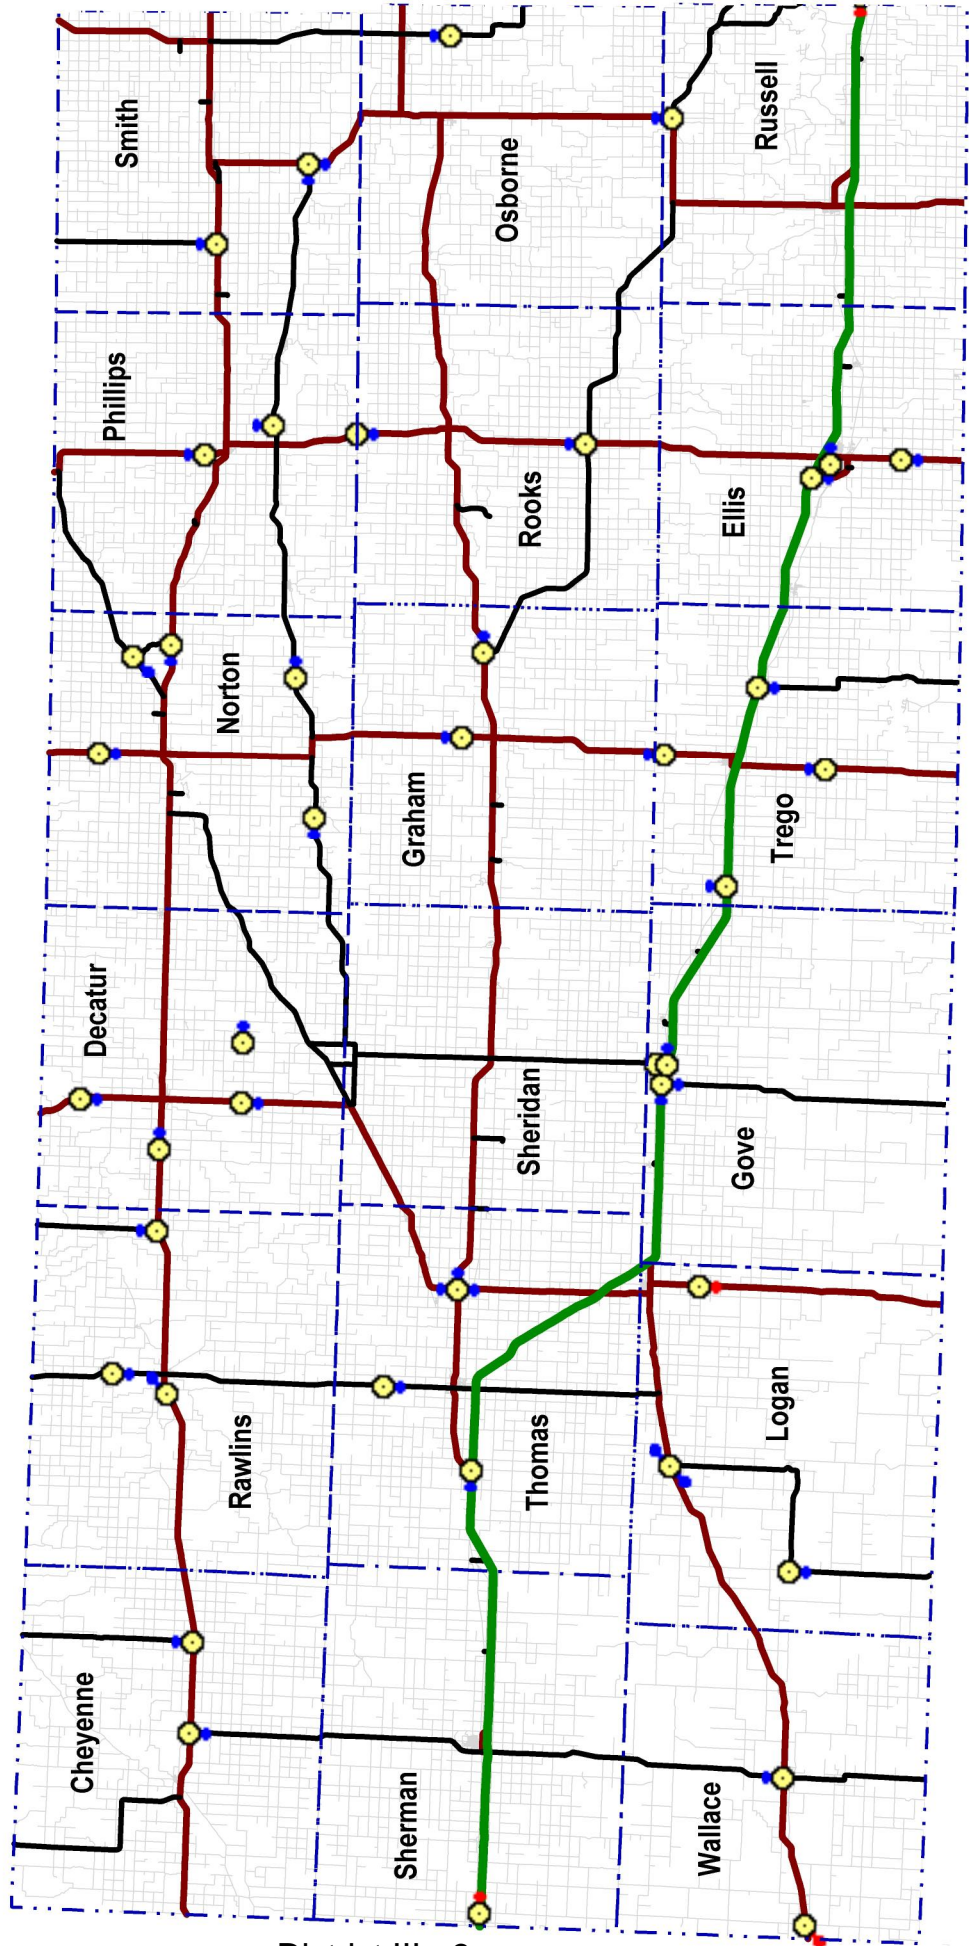 Cheyenne
Rawlins
Decatur
Norton
Phillips
Smith
Sherman
Thomas
Sheridan
Graham
Rooks
Osborne
Wallace
Logan
Gove
Trego
Ellis
Russell